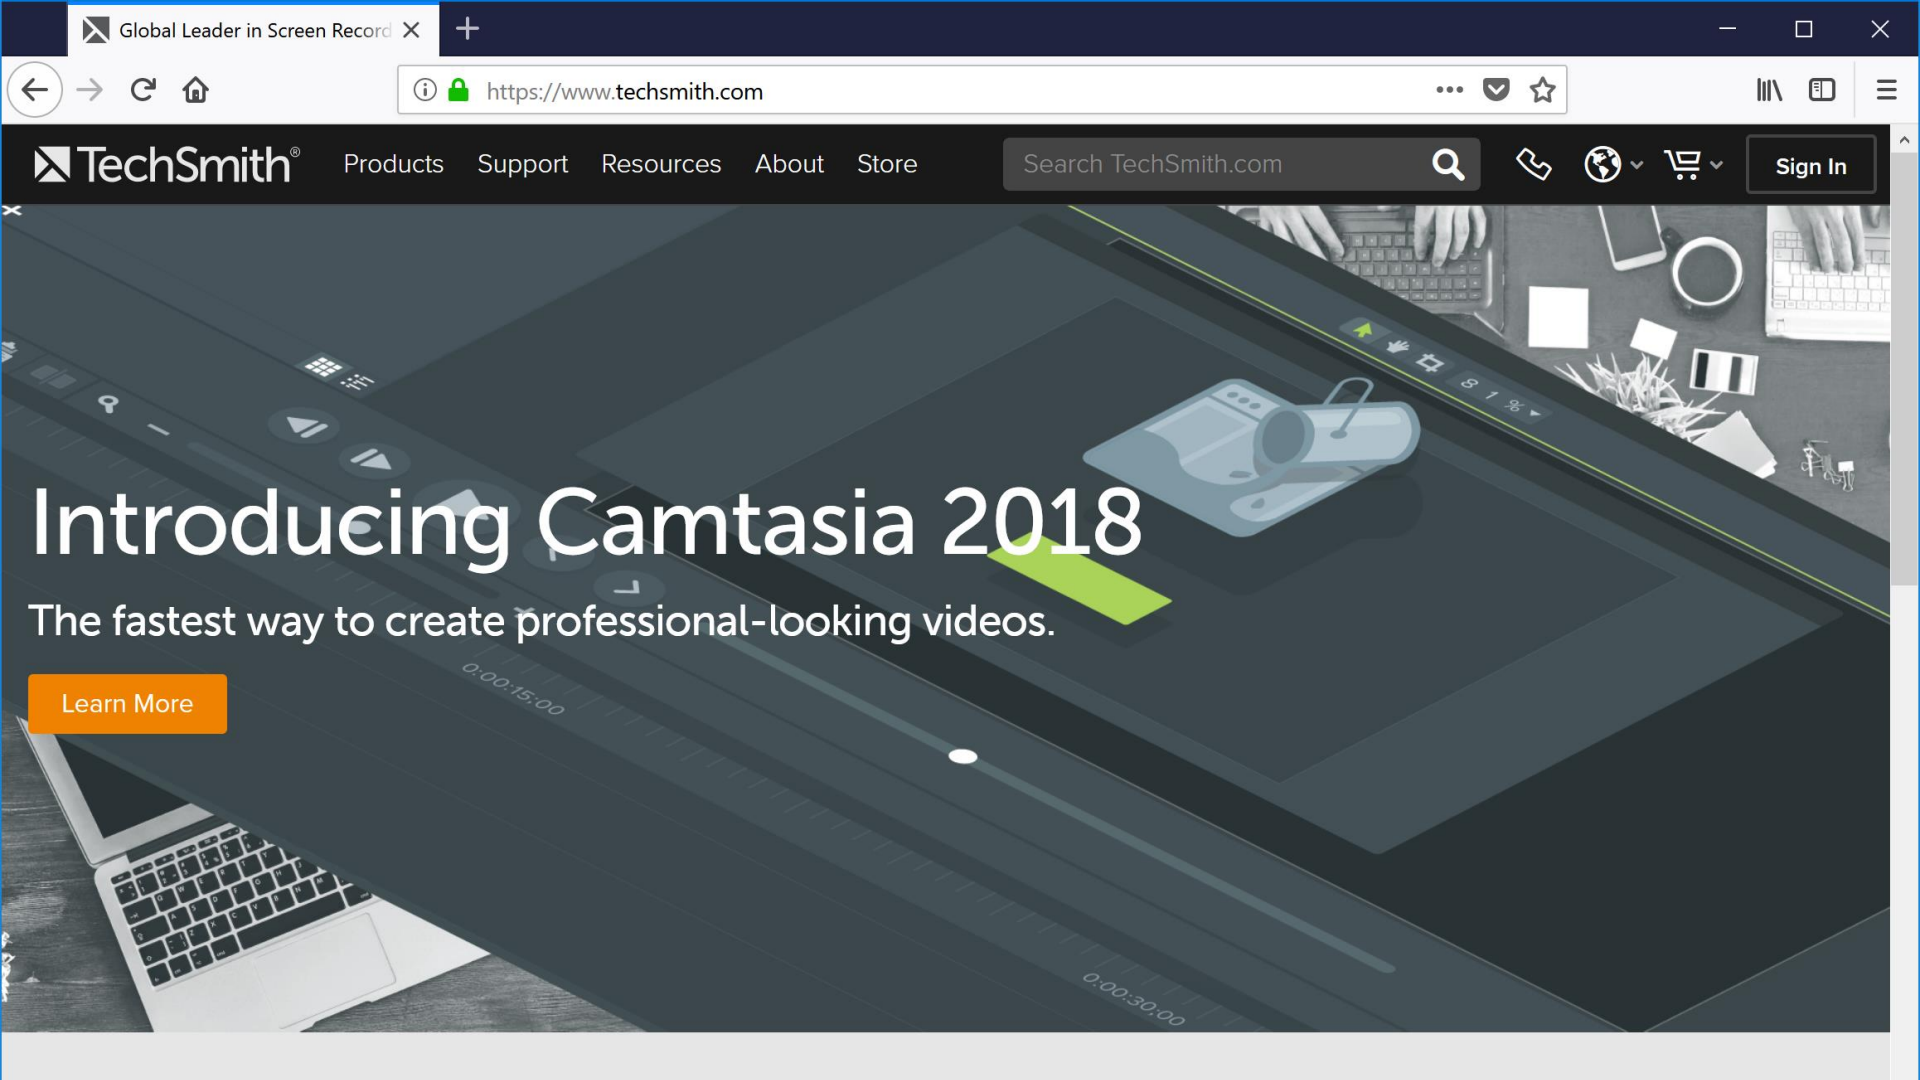 Global Leader in Screen Record
https://www.techsmith.com
TechSmith®
Products Support Resources About Store
Search TechSmith.com
Sign In
81%
Introducing Camtasia 2018
The fastest way to create professional-looking videos.
Learn More
0:00:15;00
0:00:30;00